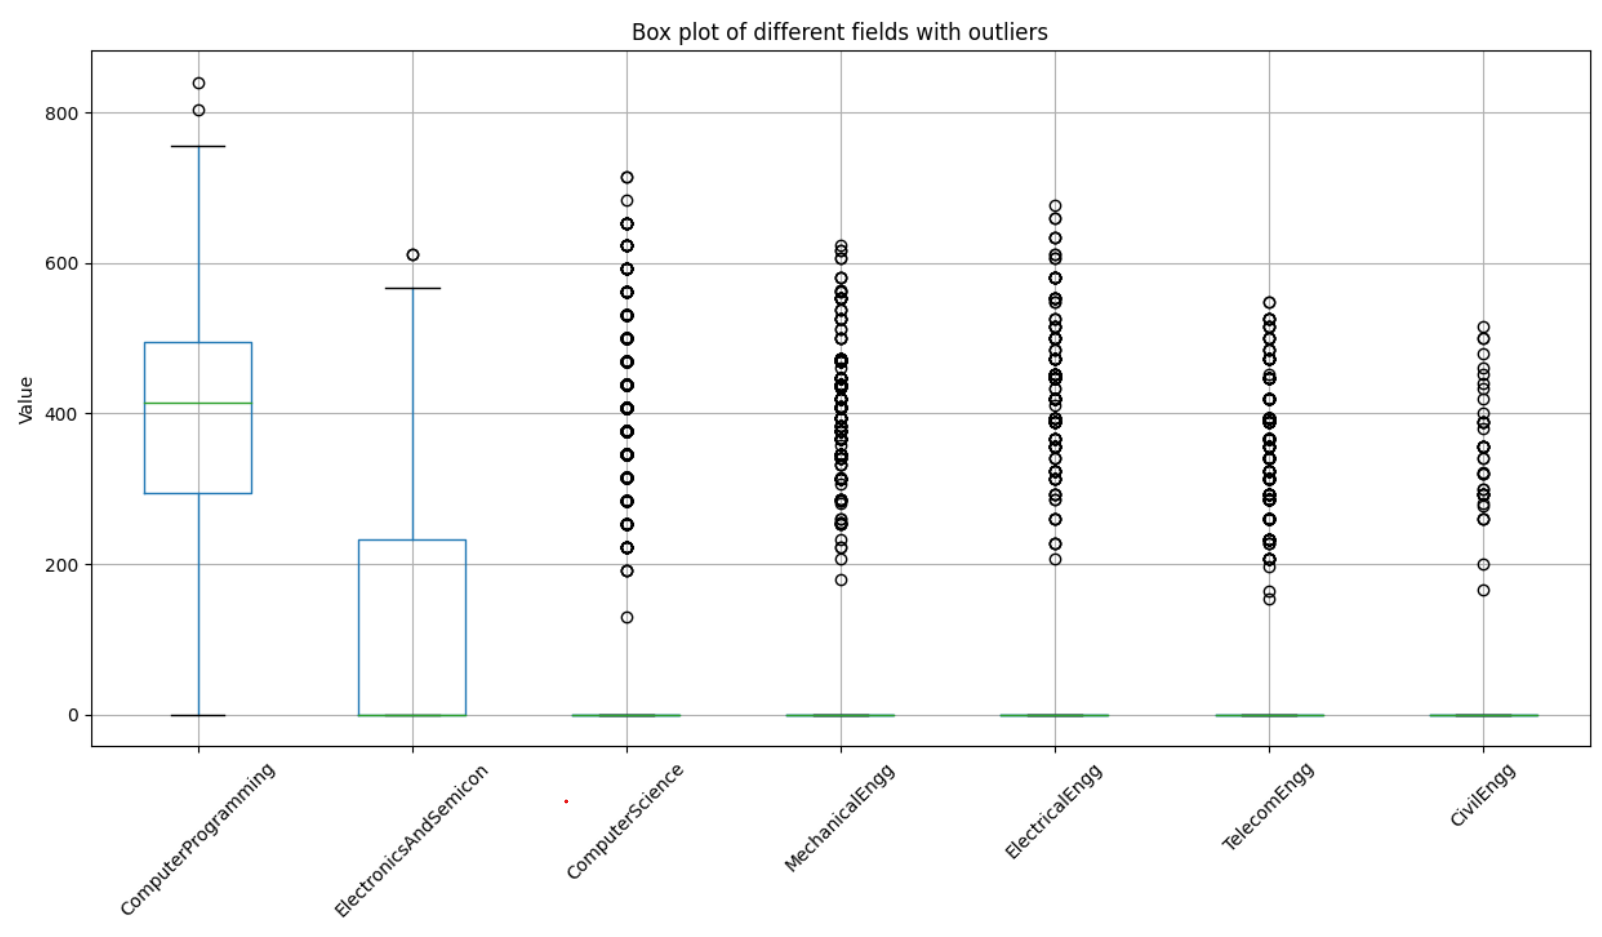 Box plot of different fields with outliers
800
600
400
200
0
Value
ComputerProgramming
ElectronicsAndSemicon
ComputerScience
MechanicalEngg
ElectricalEngg
TelecomEngg
CivilEngg